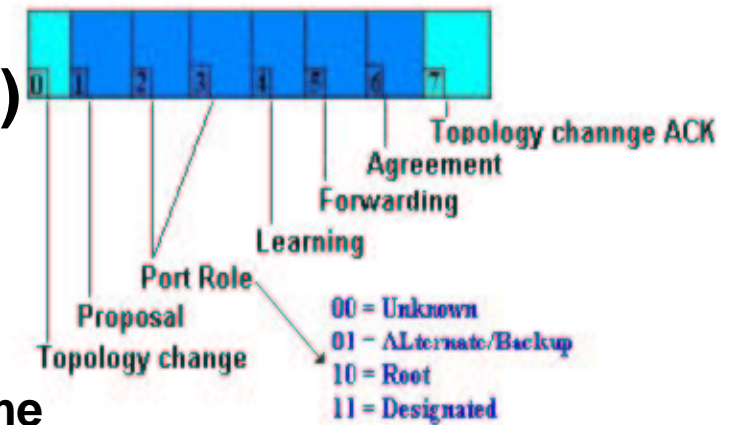 )
0 1 2 3 4 5 6 7
Topology channge ACK
Agreement
Forwarding
Learning
Port Role
Proposal
Topology change
00 = Unknown
01 = ALternate/Backup
10 = Root
11 = Designated
ne